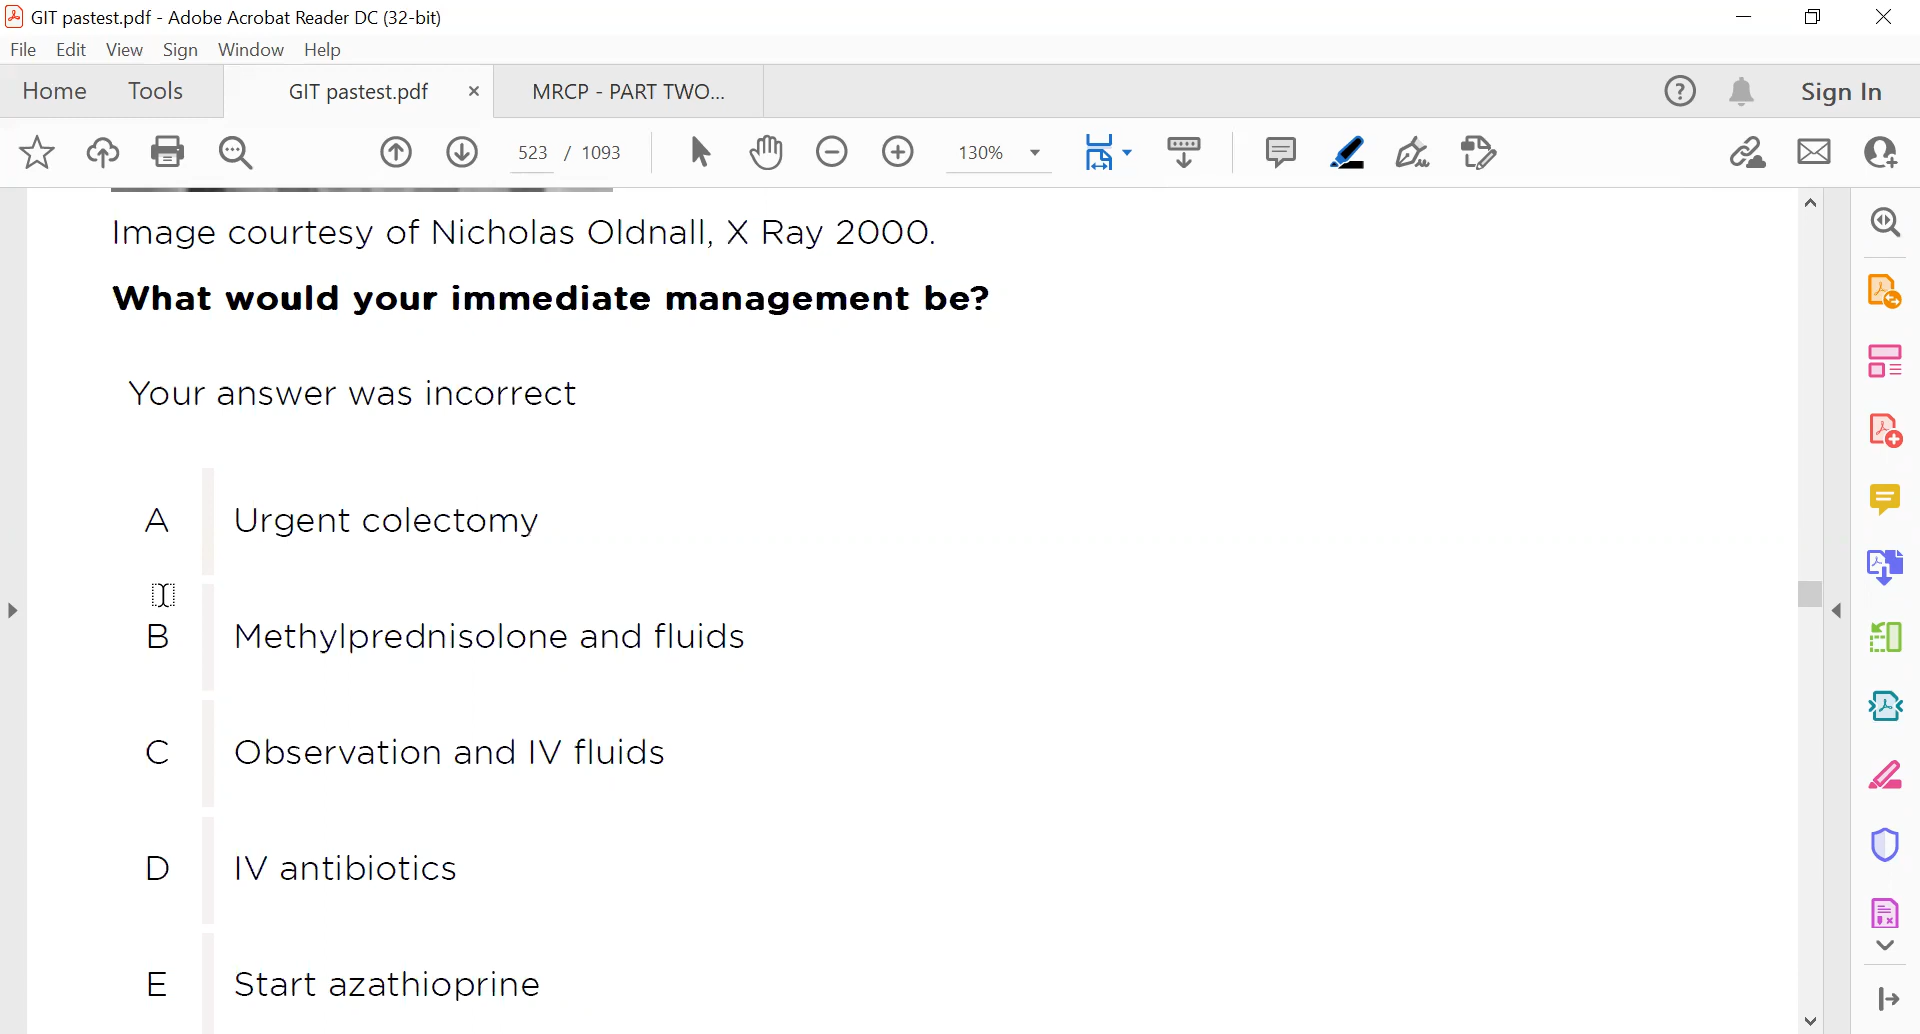 GIT pastest.pdf - Adobe Acrobat Reader DC (32-bit)
File Edit View Sign Window Help
Home Tools GIT pastest.pdf × MRCP - PART TWO... Sign In
523 / 1093 130%
Image courtesy of Nicholas Oldnall, X Ray 2000.
What would your immediate management be?
Your answer was incorrect
A Urgent colectomy
B Methylprednisolone and fluids
C Observation and IV fluids
D IV antibiotics
E Start azathioprine